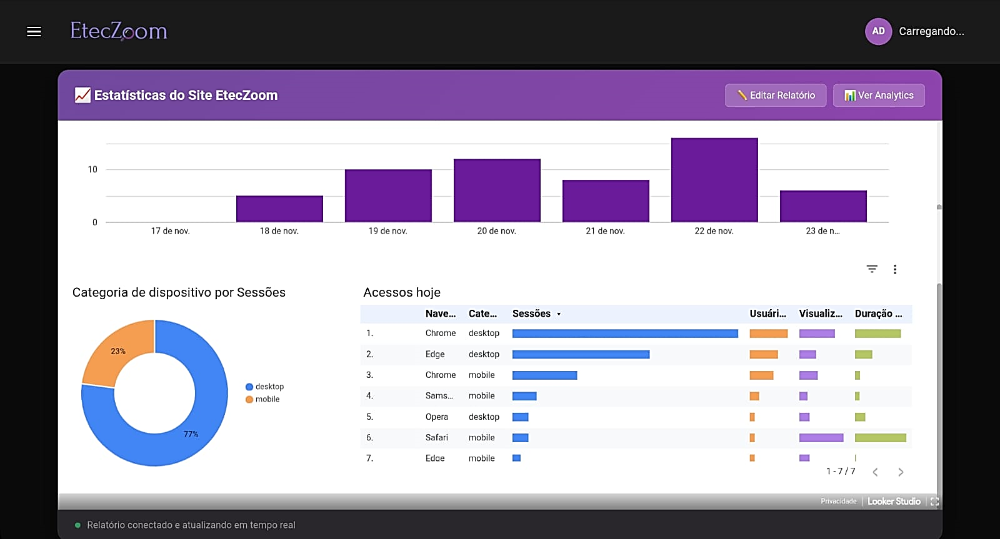 EtecZoom
AD Carregando...
Estatísticas do Site EtecZoom
Editar Relatório
Ver Analytics
10
0
17 de nov. 18 de nov. 19 de nov. 20 de nov. 21 de nov. 22 de nov. 23 de n...
Categoria de dispositivo por Sessões
23%
77%
desktop
mobile
Acessos hoje
Nave... Cate... Sessões Usuári... Visualiz... Duração ...
1. Chrome desktop
2. Edge desktop
3. Chrome mobile
4. Sams... mobile
5. Opera desktop
6. Safari mobile
7. Edge mobile
1 - 7 / 7
Privacidade Looker Studio
Relatório conectado e atualizando em tempo real